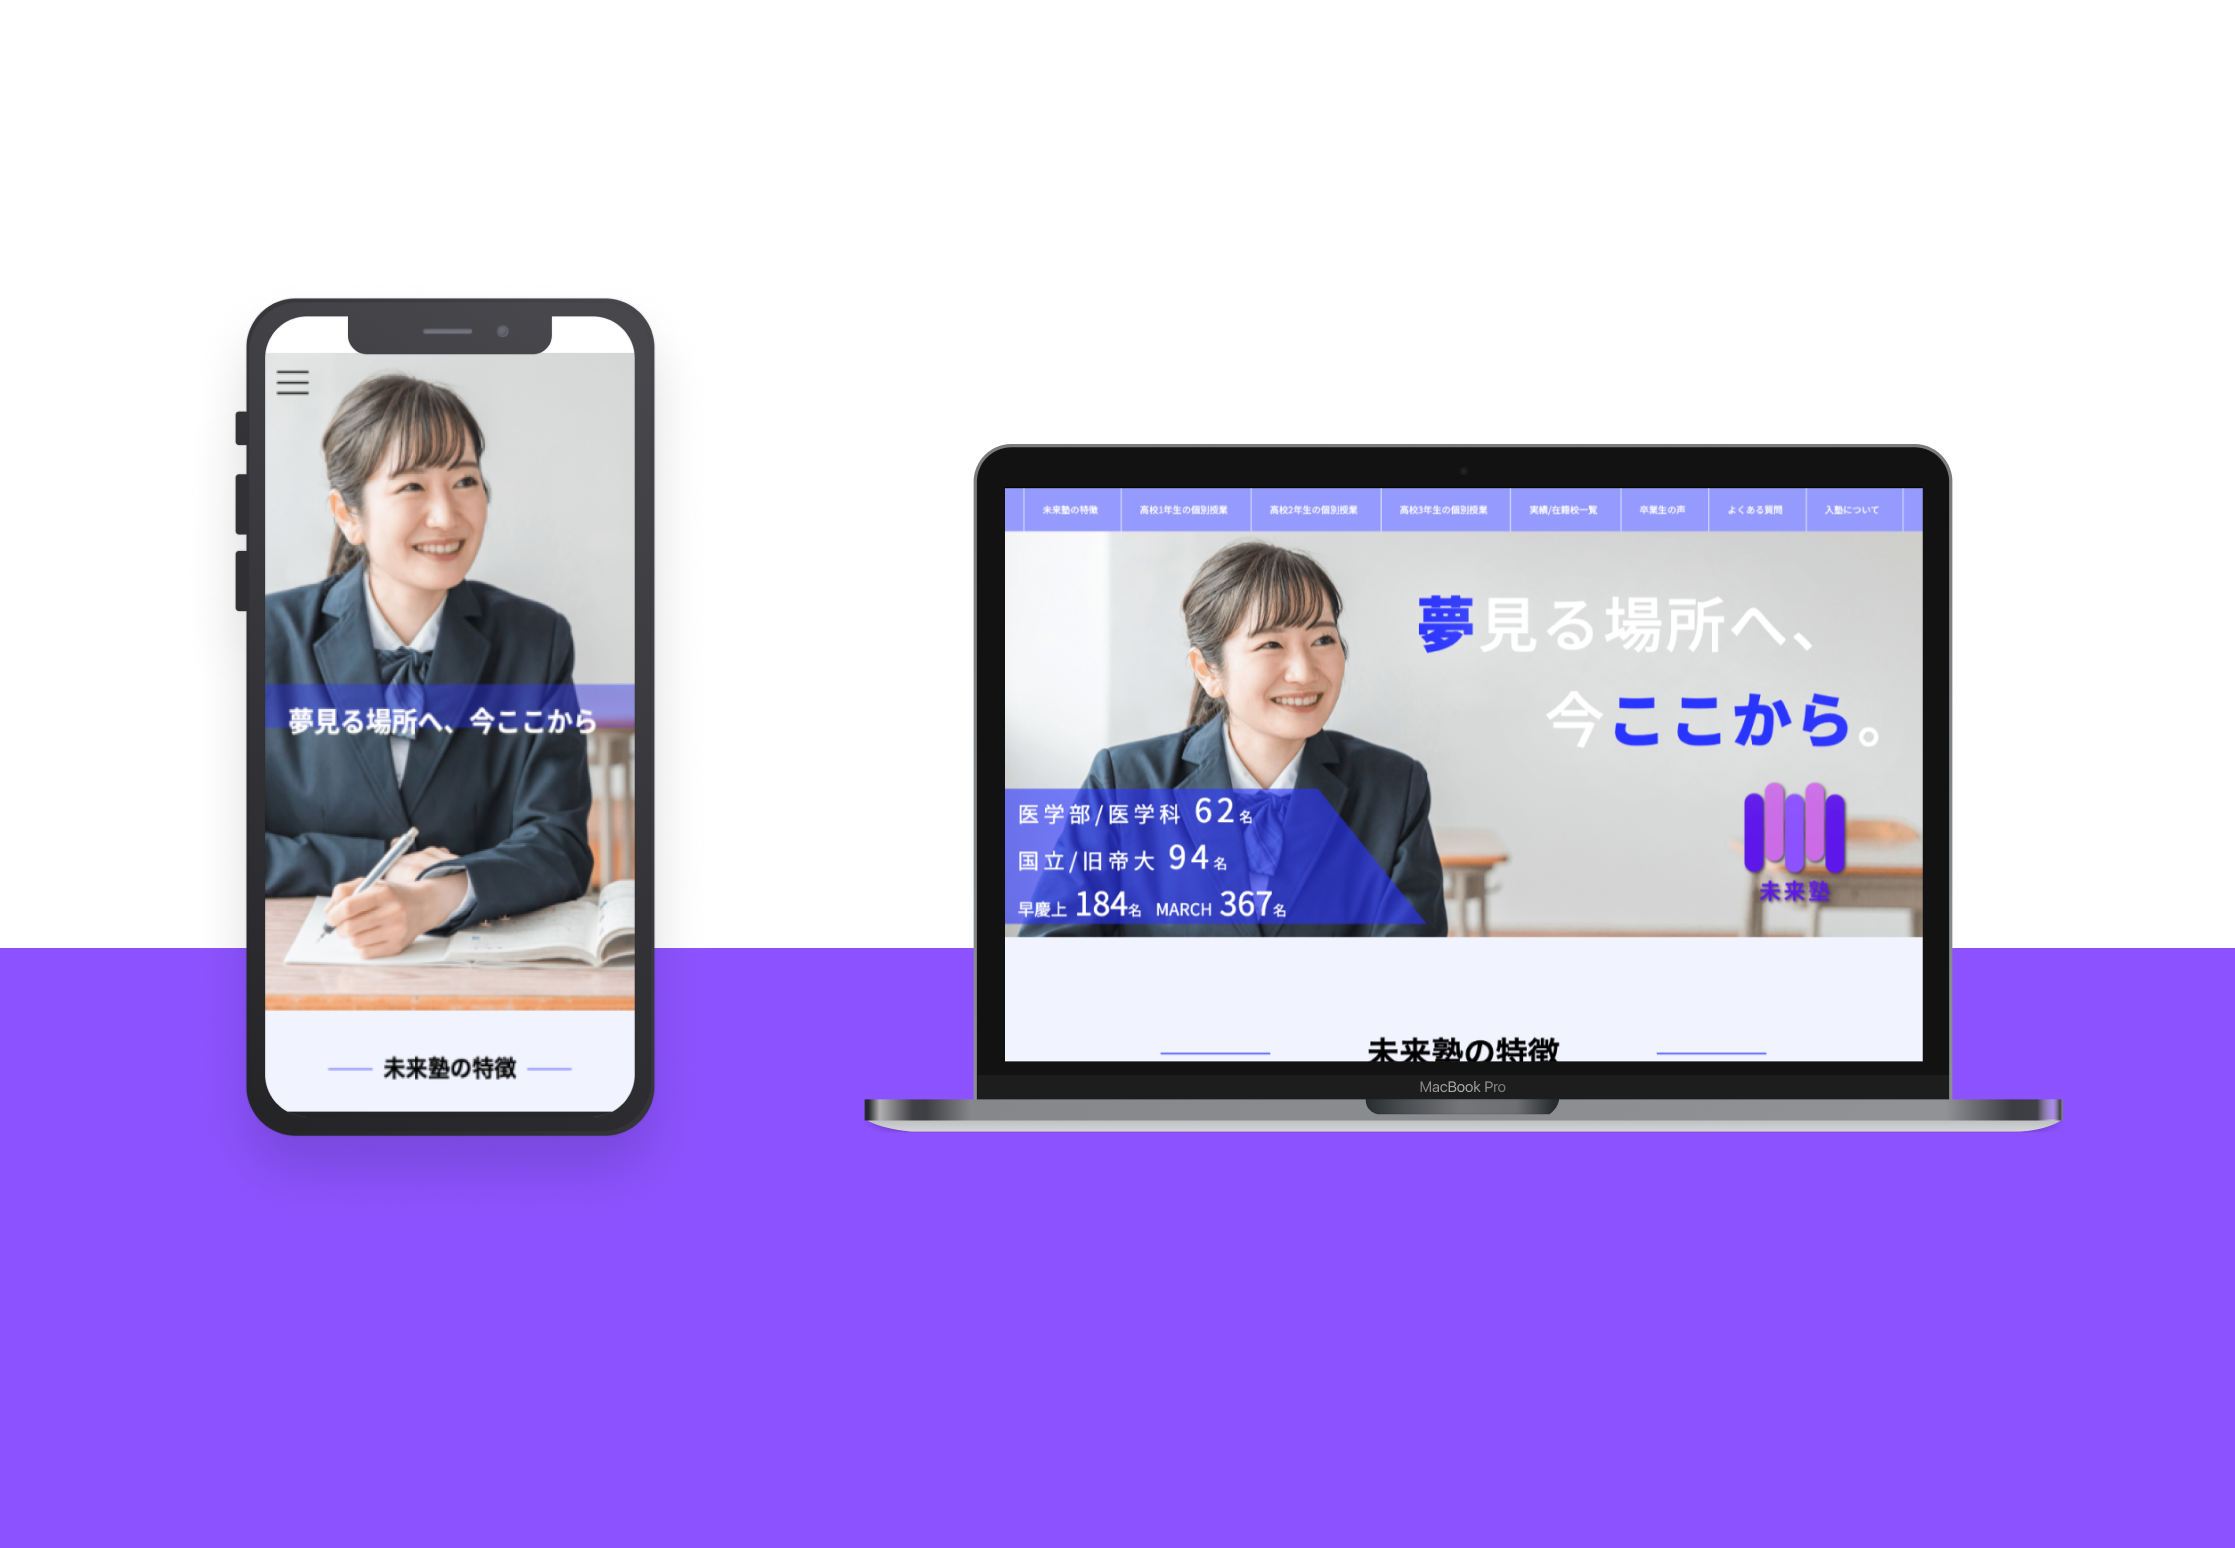 夢見る場所へ、今ここから
未来塾の特徴
未来塾の特徴
高校1年生の個別授業
高校2年生の個別授業
高校3年生の個別授業
実績/在籍校一覧
卒業生の声
よくある質問
入塾について
夢見る場所へ、
今ここから。
医学部/医学科 62名
国立/旧帝大 94名
早慶上 184名 MARCH 367名
未来塾
未来塾の特徴
MacBook Pro